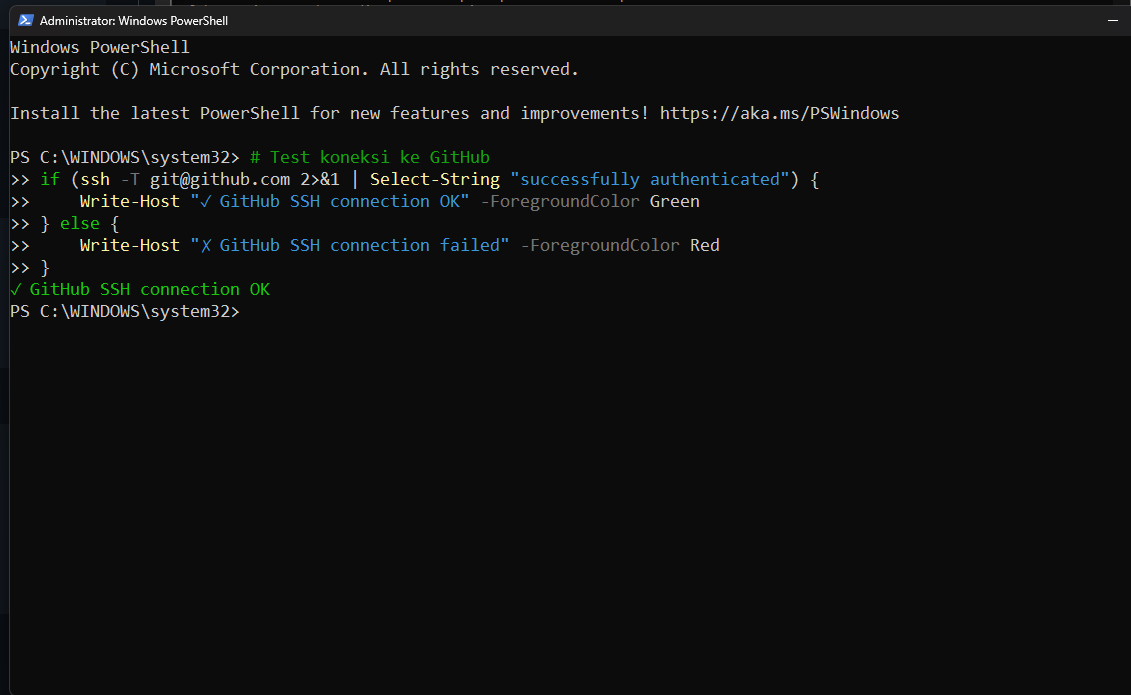 Administrator: Windows PowerShell
Windows PowerShell
Copyright (C) Microsoft Corporation. All rights reserved.
Install the latest PowerShell for new features and improvements! https://aka.ms/PSWindows
PS C:\WINDOWS\system32> # Test koneksi ke GitHub
>> if (ssh -T git@github.com 2>&1 | Select-String "successfully authenticated") {
>>     Write-Host "✓ GitHub SSH connection OK" -ForegroundColor Green
>> } else {
>>     Write-Host "✗ GitHub SSH connection failed" -ForegroundColor Red
>> }
✓ GitHub SSH connection OK
PS C:\WINDOWS\system32>